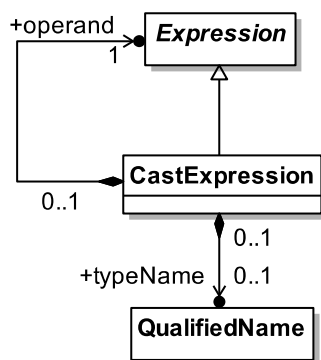 +operand
Expression
1
CastExpression
0..1
0..1
+typeName
0..1
QualifiedName